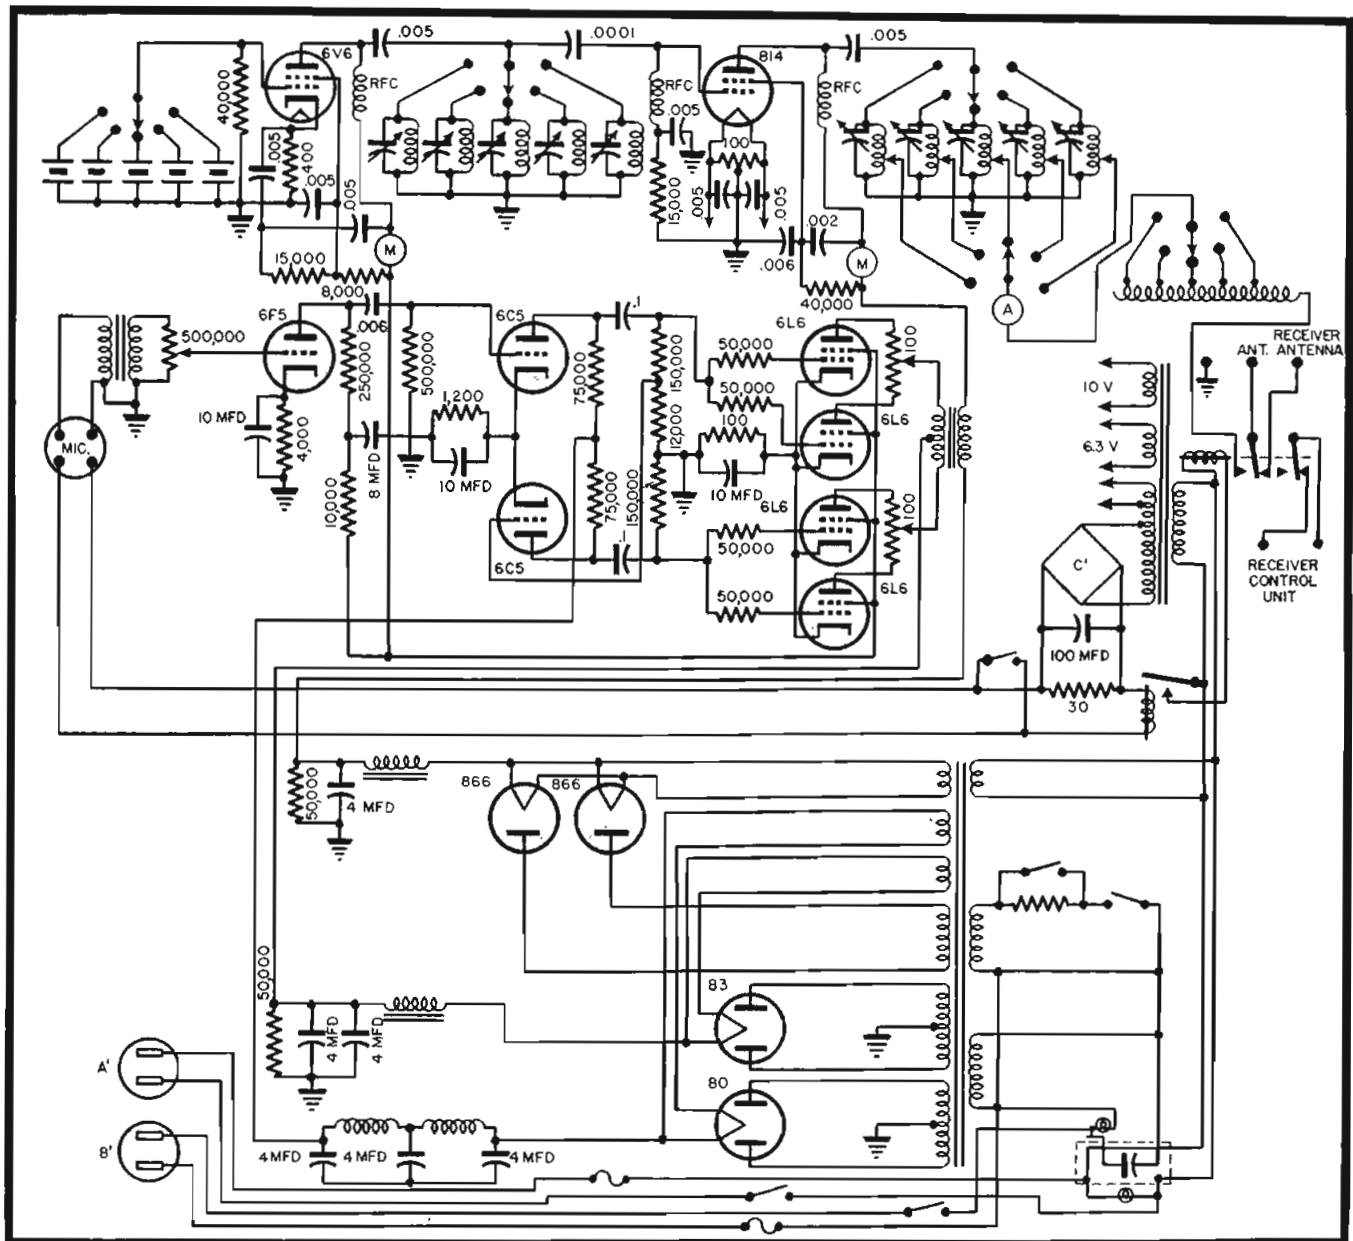 6V6
.005
.0001
814
.005
RFC
RFC
RFC
40,000
.005
400
.005
.005
.005
100
15,000
.005
.005
.002
.006
M
M
15,000
8,000
40,000
A
6F5
.006
6C5
.1
6L6
500,000
250,000
500,000
75,000
150,000
50,000
50,000
100
RECEIVER
ANT. ANTENNA
10 V
MIC.
10 MFD
4,000
1,200
12,000
100
6L6
6.3 V
8 MFD
10 MFD
10 MFD
10,000
75,000
150,000
6L6
100
.1
50,000
6C5
6L6
50,000
C'
RECEIVER
CONTROL
UNIT
100 MFD
30
50,000
4 MFD
866
866
50,000
4 MFD
4 MFD
83
A'
80
B'
4 MFD
4 MFD
4 MFD